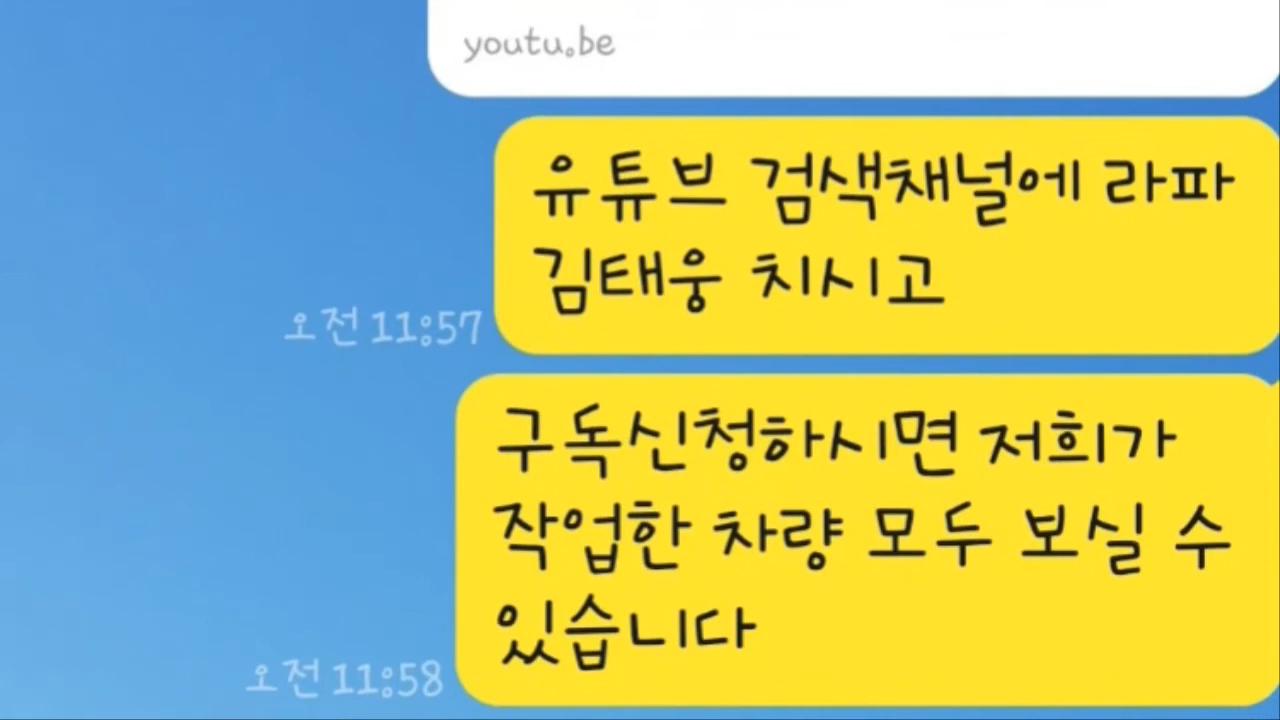 youtu.be
유튜브 검색채널에 라파
김태웅 치시고
오전 11:57
구독신청하시면 저희가
작업한 차량 모두 보실 수
있습니다
오전 11:58